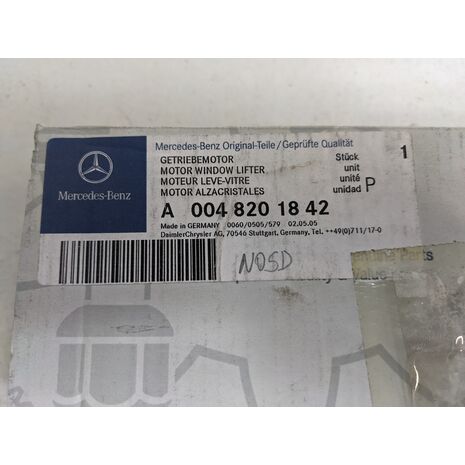 Mercedes-Benz Original-Teile/Geprüfte Qualität
Mercedes-Benz
GETRIEBEMOTOR
MOTOR WINDOW LIFTER
MOTEUR LEVE-VITRE
MOTOR ALZACRISTALES
Stück 1
unit
unité
unidad P
A 004 820 18 42
Made in GERMANY 0060/0505/579 02.05.05
DaimlerChrysler AG, 70546 Stuttgart, Germany, Tel. ++49(0)711/17-0
NOSD
Parts
Value